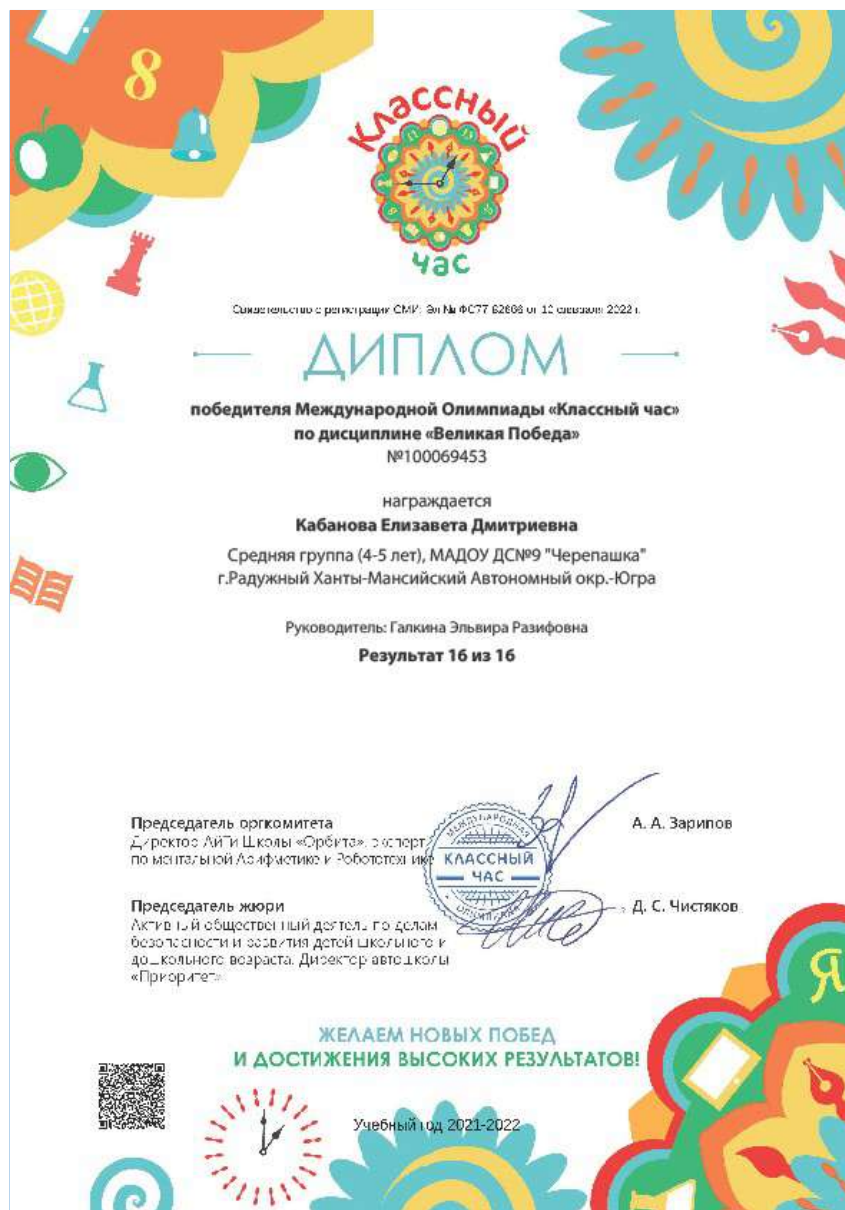 8
Классный
час
Свидетельство о регистрации СМИ: Эл № ФС77 82666 от 2022 г.
ДИПЛОМ
победителя Международной Олимпиады «Классный час»
по дисциплине «Великая Победа»
№100069453
награждается
Кабанова Елизавета Дмитриевна
Средняя группа (4-5 лет), МАДОУ ДС№9 "Черепашка"
г.Радужный Ханты-Мансийский Автономный окр.-Югра
Руководитель: Галкина Эльвира Разифовна
Результат 16 из 16
Председатель оргкомитета
Директор АйТи Школы «Орбита», эксперт
по ментальной Арифметике и Робототехнике
МЕЖДУНАРОДНАЯ
КЛАССНЫЙ
ЧАС
ОЛИМПИАДА
А. А. Зарипов
Председатель жюри
Активный общественный деятель по делам
безопасности и развития детей школьного и
дошкольного возраста. Директор автошколы
«Приоритет»
Д. С. Чистяков
Я
ЖЕЛАЕМ НОВЫХ ПОБЕД
И ДОСТИЖЕНИЯ ВЫСОКИХ РЕЗУЛЬТАТОВ!
Учебный год 2021-2022